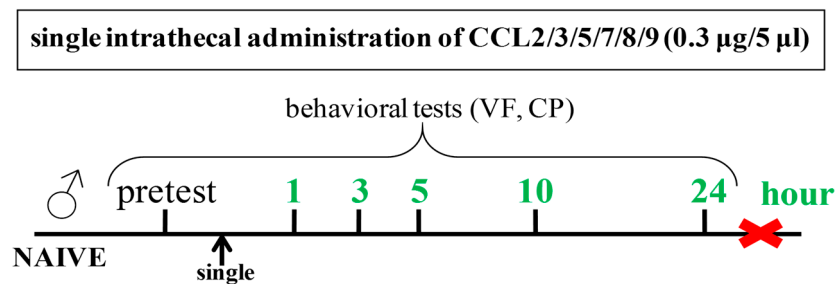 single intrathecal administration of CCL2/3/5/7/8/9 (0.3 µg/5 µl)
behavioral tests (VF, CP)
pretest 1 3 5 10 24 hour
NAIVE
single